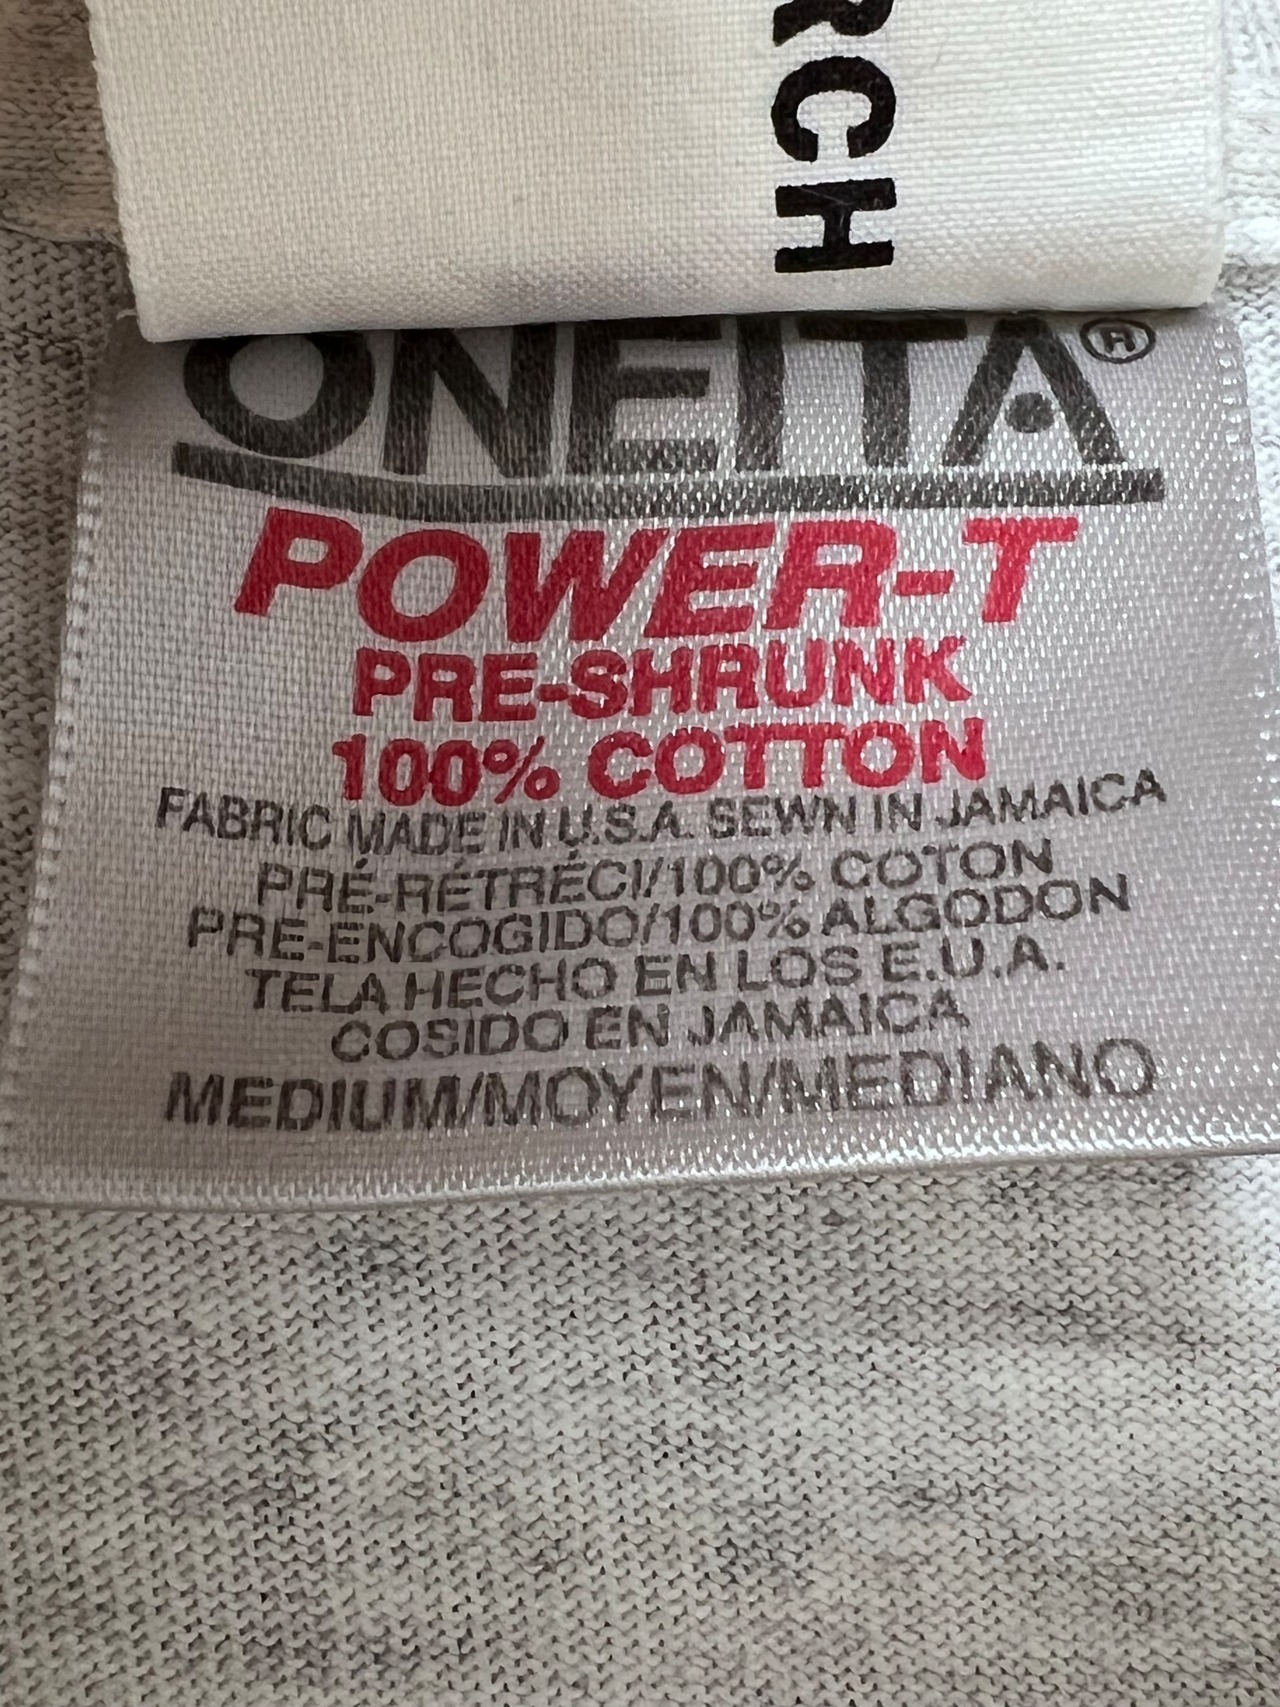 RCH
ONEITA®
POWER-T
PRE-SHRUNK
100% COTTON
FABRIC MADE IN U.S.A. SEWN IN JAMAICA
PRÉ-RÉTRÉCI/100% COTON
PRE-ENCOGIDO/100% ALGODON
TELA HECHO EN LOS E.U.A.
COSIDO EN JAMAICA
MEDIUM/MOYEN/MEDIANO